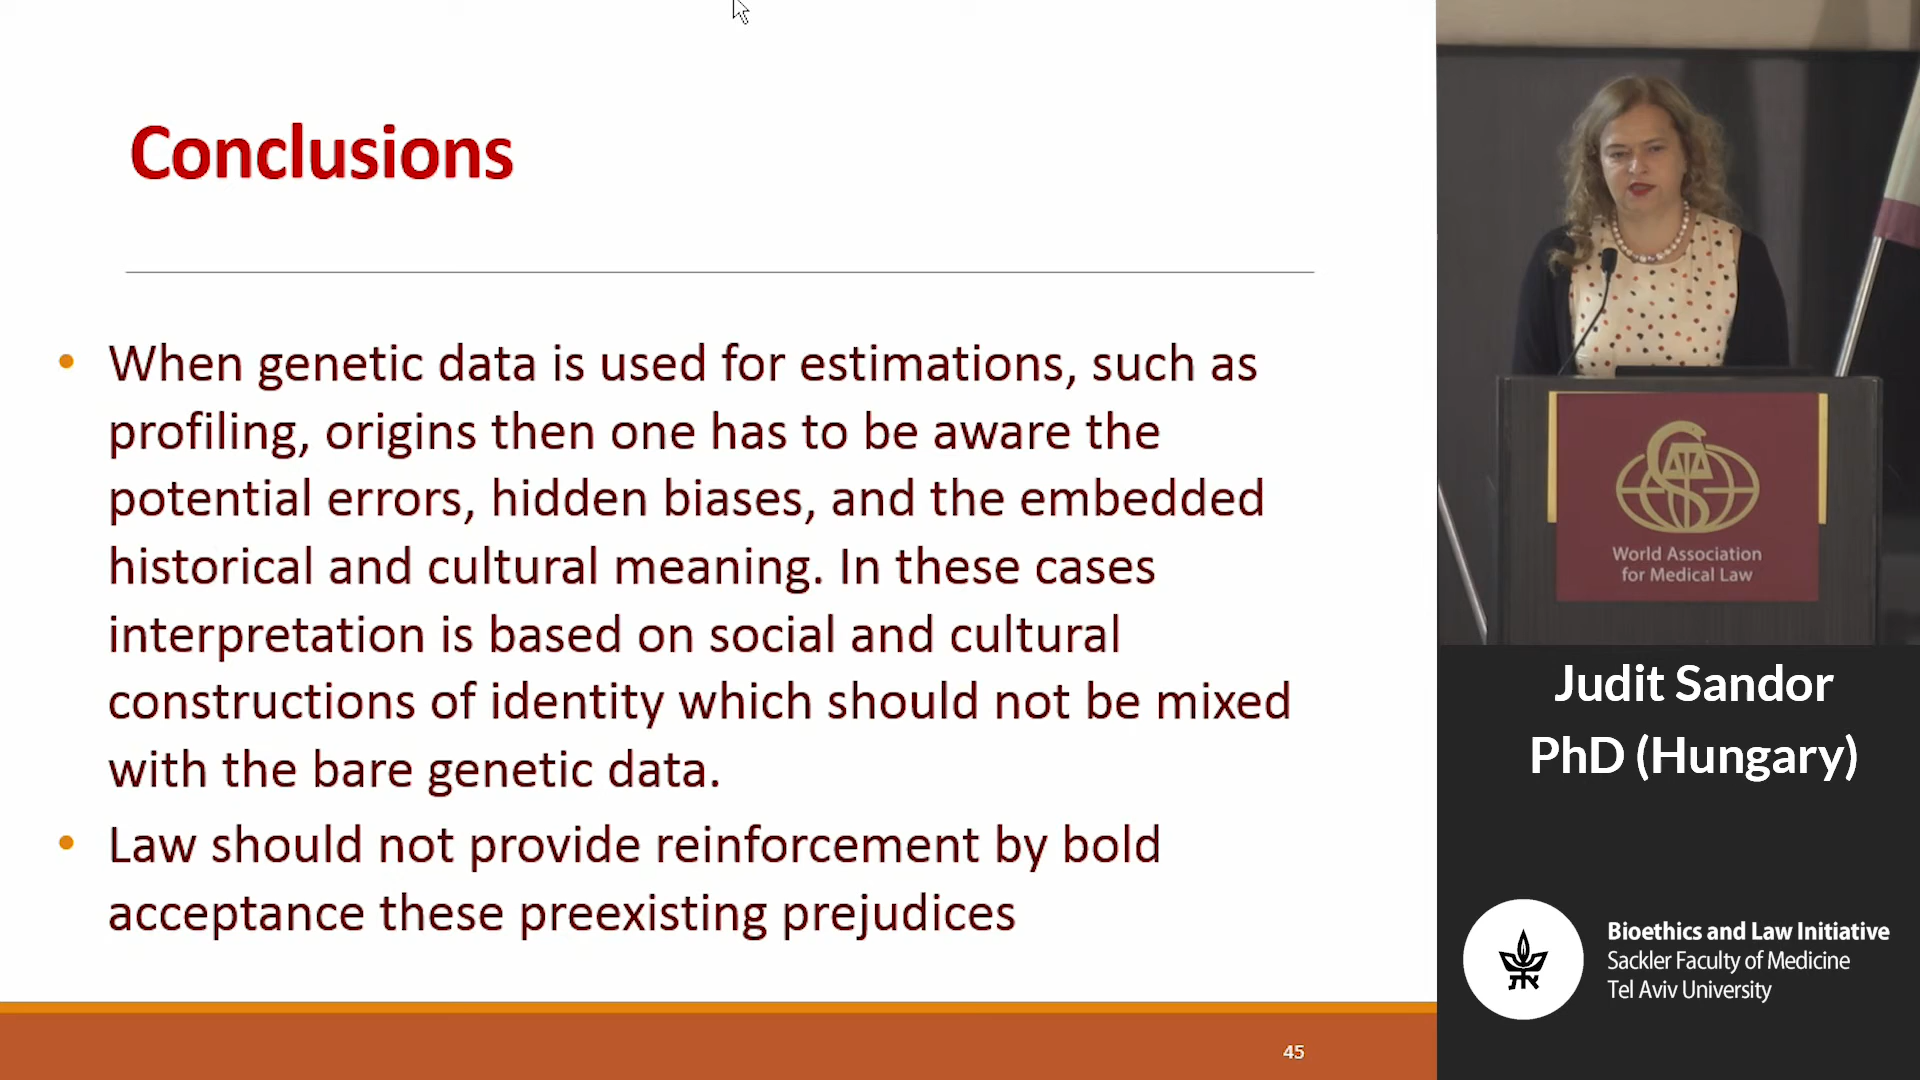 Conclusions
• When genetic data is used for estimations, such as
profiling, origins then one has to be aware the
potential errors, hidden biases, and the embedded
historical and cultural meaning. In these cases
interpretation is based on social and cultural
constructions of identity which should not be mixed
with the bare genetic data.
• Law should not provide reinforcement by bold
acceptance these preexisting prejudices
45
World Association
for Medical Law
Judit Sandor
PhD (Hungary)
Bioethics and Law Initiative
Sackler Faculty of Medicine
Tel Aviv University